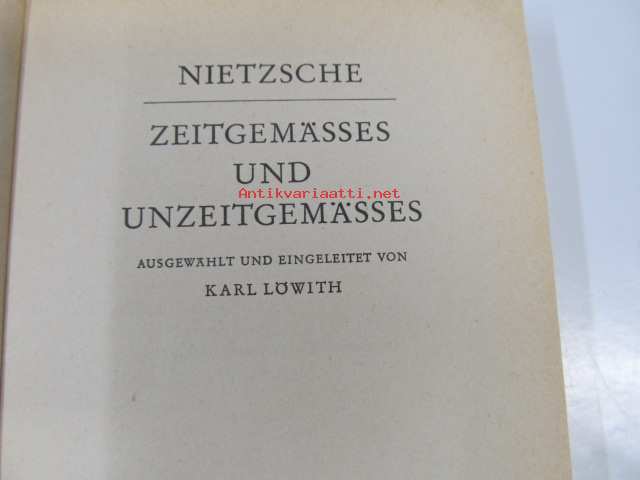 NIETZSCHE
ZEITGEMÄSSES
UND
Antikvariaatti.net
UNZEITGEMÄSSES
AUSGEWÄHLT UND EINGELEITET VON
KARL LÖWITH